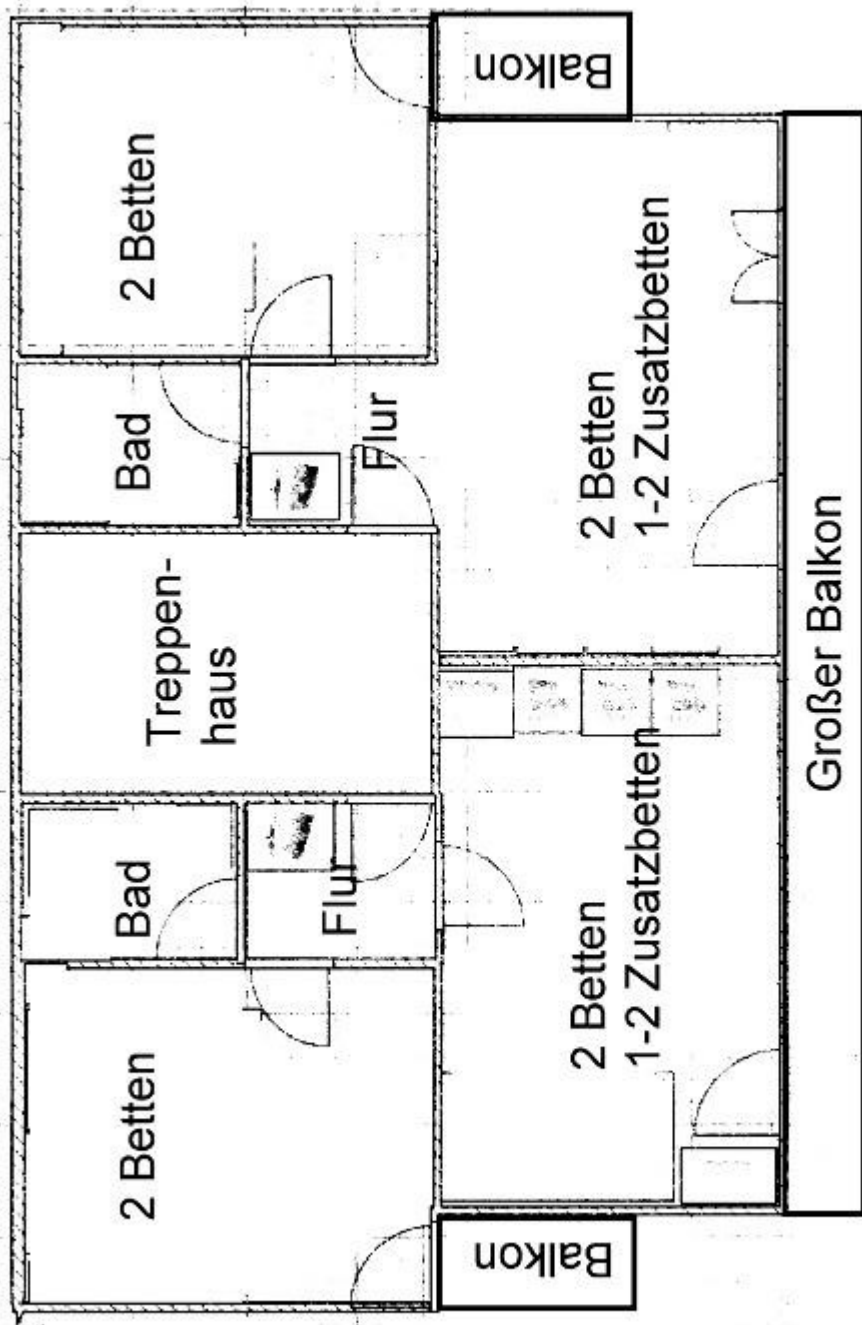 2 Betten
Bad
Treppen-
haus
Bad
2 Betten
Flur
Flur
Balkon
2 Betten
1-2 Zusatzbetten
2 Betten
1-2 Zusatzbetten
Balkon
Großer Balkon